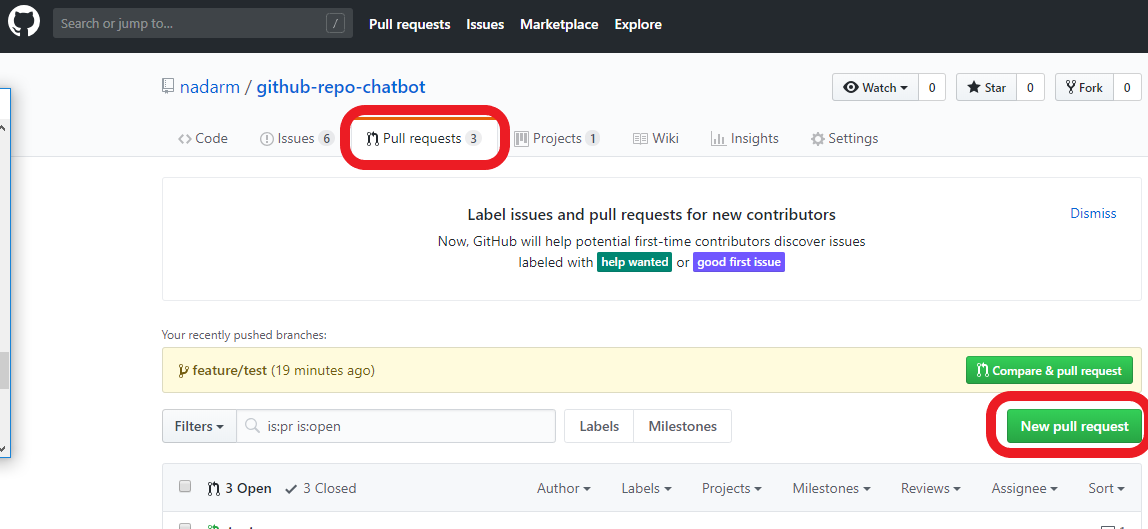 Search or jump to... / Pull requests Issues Marketplace Explore
nadarm / github-repo-chatbot Watch 0 Star 0 Fork 0
Code Issues 6 Pull requests 3 Projects 1 Wiki Insights Settings
Label issues and pull requests for new contributors Dismiss
Now, GitHub will help potential first-time contributors discover issues
labeled with help wanted or good first issue
Your recently pushed branches:
feature/test (19 minutes ago) Compare & pull request
Filters is:pr is:open Labels Milestones New pull request
3 Open 3 Closed Author Labels Projects Milestones Reviews Assignee Sort